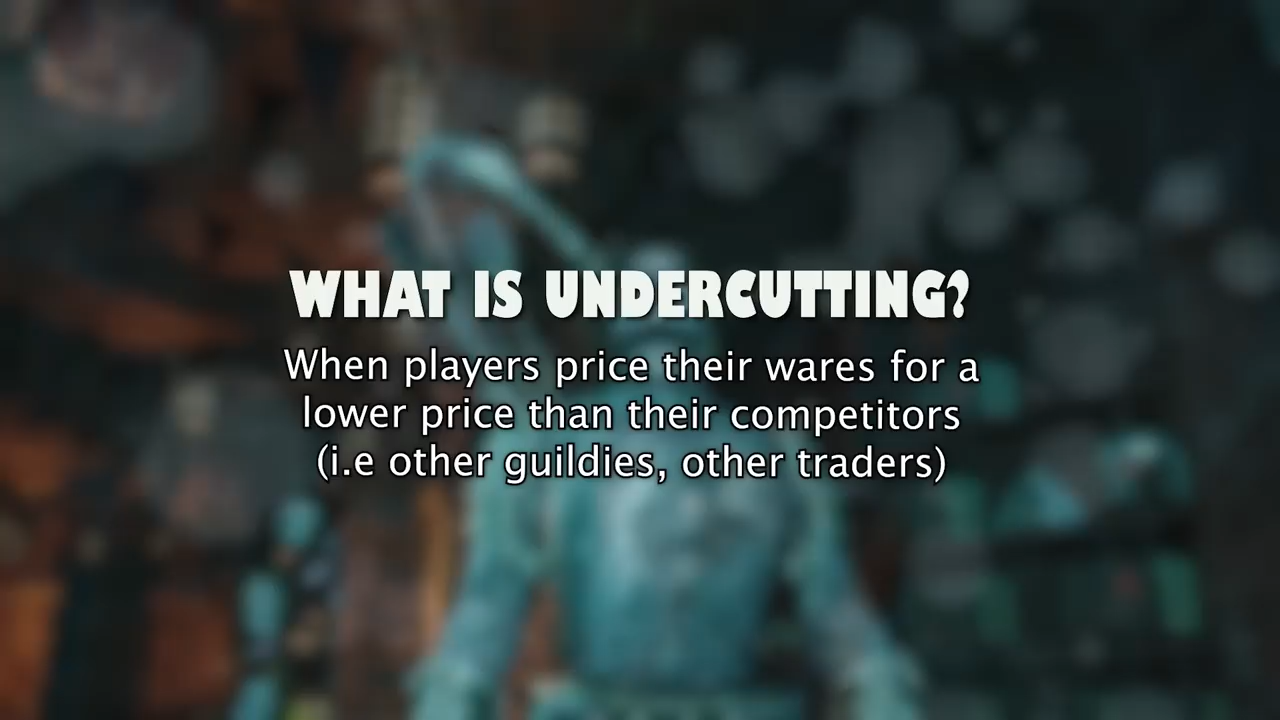 WHAT IS UNDERCUTTING?
When players price their wares for a
lower price than their competitors
(i.e other guildies, other traders)